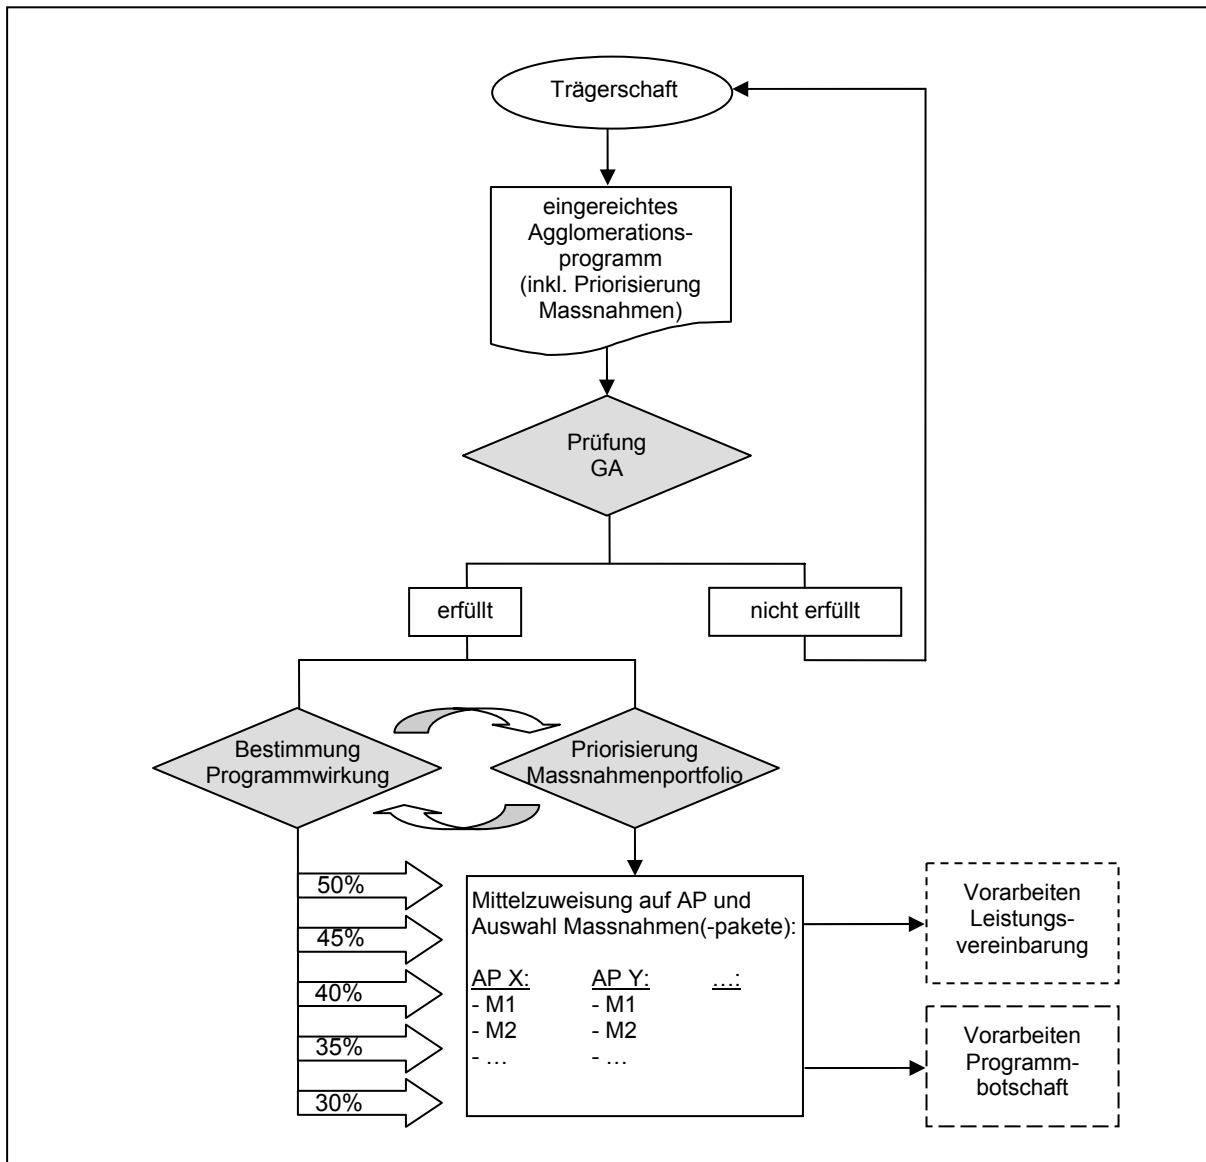 Trägerschaft
eingereichtes
Agglomerations-
programm
(inkl. Priorisierung
Massnahmen)
Prüfung
GA
erfüllt
nicht erfüllt
Bestimmung
Programmwirkung
Priorisierung
Massnahmenportfolio
50%
45%
40%
35%
30%
Mittelzuweisung auf AP und
Auswahl Massnahmen(-pakete):
AP X: AP Y: …:
- M1 - M1
- M2 - M2
- … - …
Vorarbeiten
Leistungs-
vereinbarung
Vorarbeiten
Programm-
botschaft